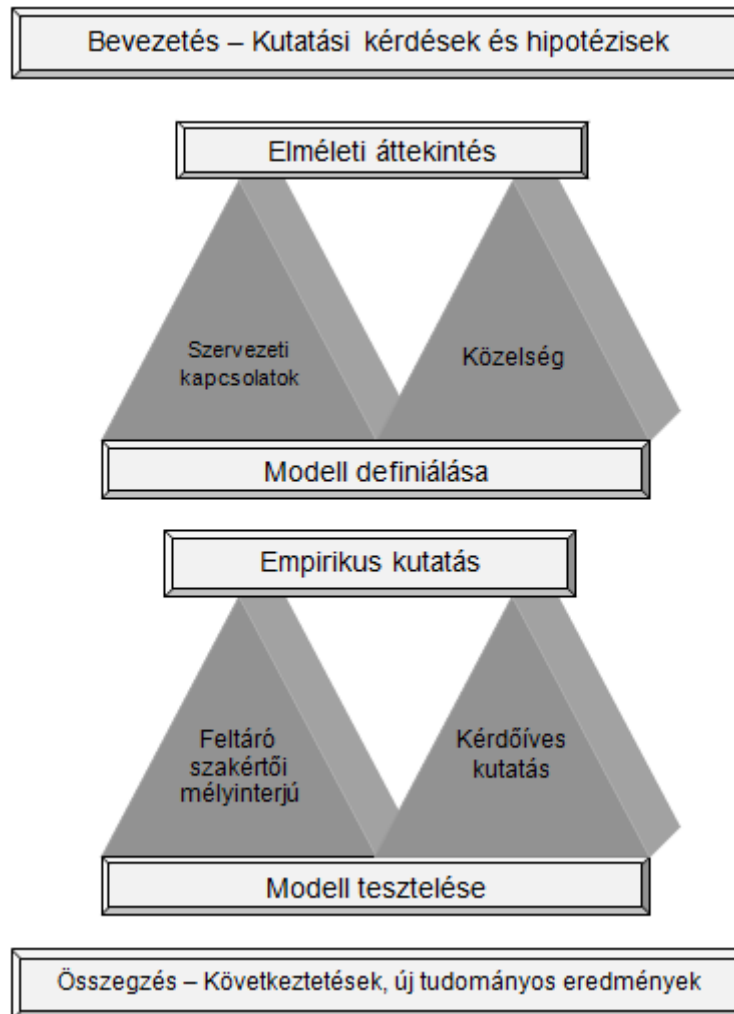 Bevezetés – Kutatási kérdések és hipotézisek
Elméleti áttekintés
Szervezeti
kapcsolatok
Közelség
Modell definiálása
Empirikus kutatás
Feltáró
szakértői
mélyinterjú
Kérdőíves
kutatás
Modell tesztelése
Összegzés – Következtetések, új tudományos eredmények